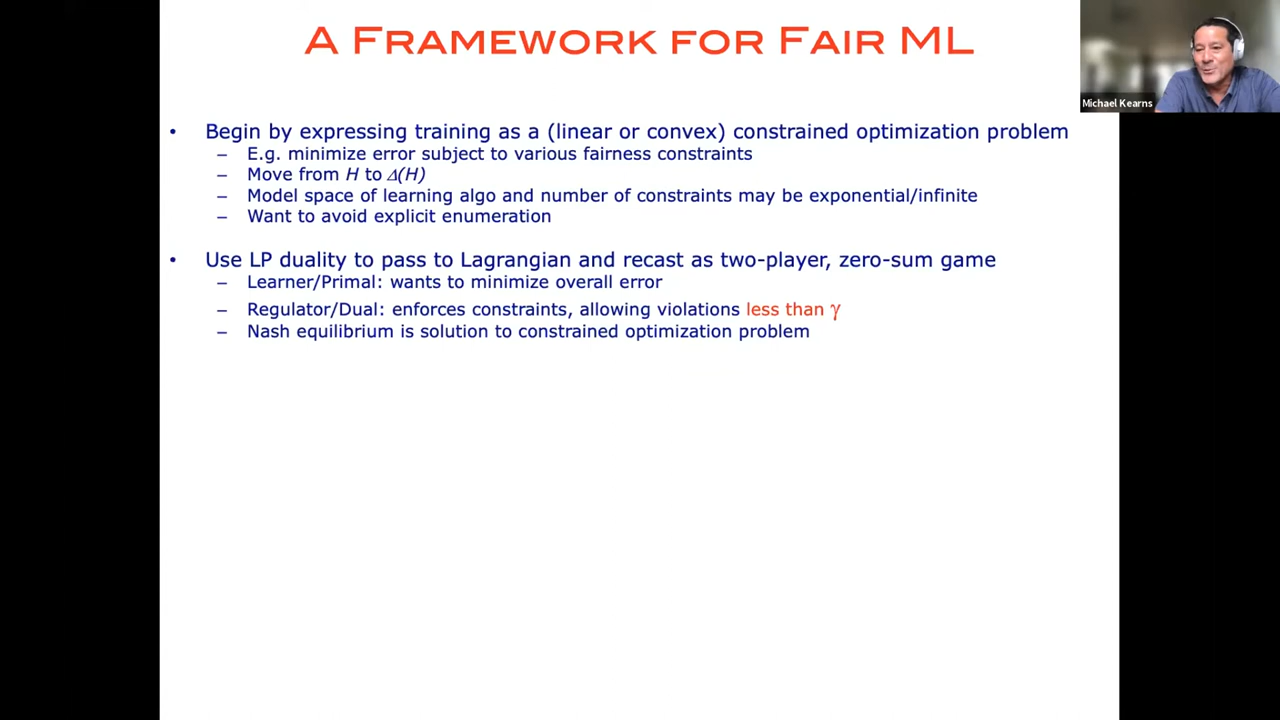 A Framework for Fair ML
Michael Kearns
• Begin by expressing training as a (linear or convex) constrained optimization problem
– E.g. minimize error subject to various fairness constraints
– Move from H to Δ(H)
– Model space of learning algo and number of constraints may be exponential/infinite
– Want to avoid explicit enumeration
• Use LP duality to pass to Lagrangian and recast as two-player, zero-sum game
– Learner/Primal: wants to minimize overall error
– Regulator/Dual: enforces constraints, allowing violations less than γ
– Nash equilibrium is solution to constrained optimization problem